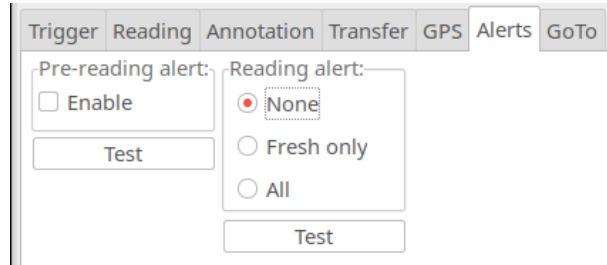 Trigger Reading Annotation Transfer GPS Alerts GoTo
Pre-reading alert: Reading alert:
Enable None
Test Fresh only
All
Test